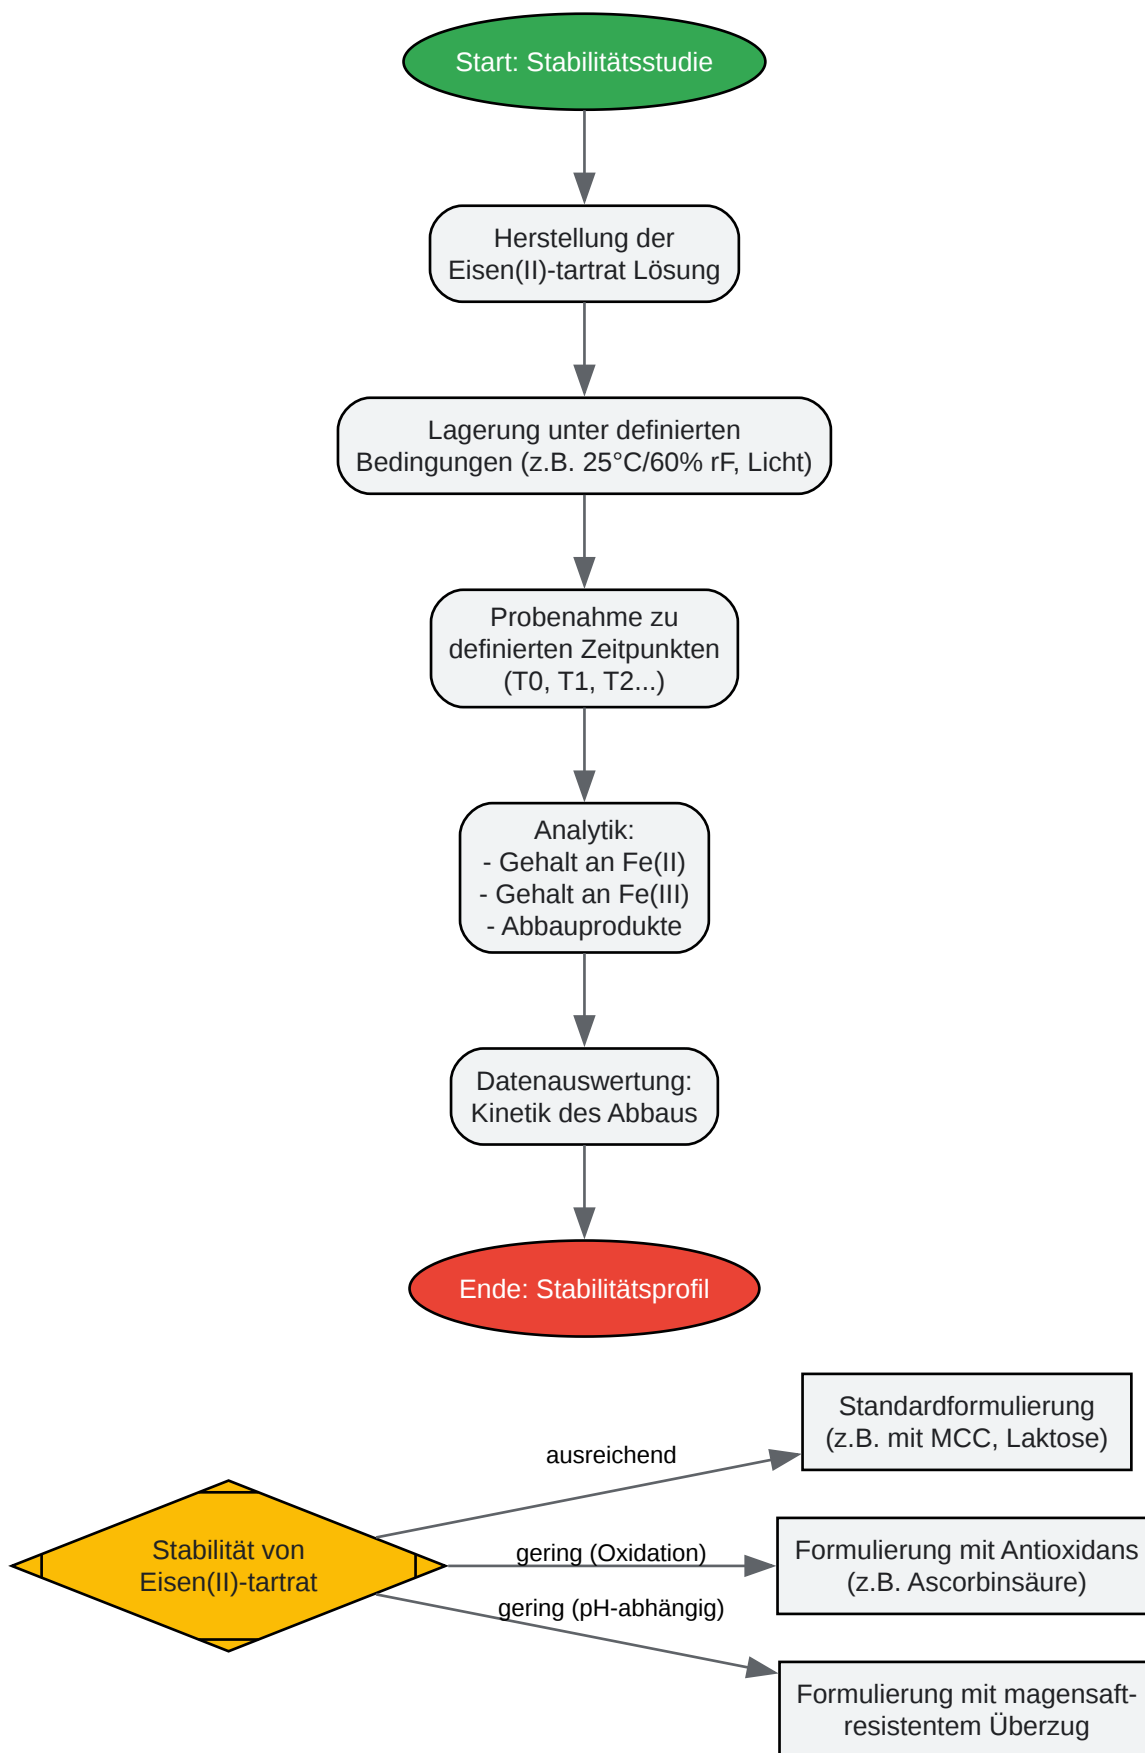 Start: Stabilitätsstudie
Herstellung der
Eisen(II)-tartrat Lösung
Lagerung unter definierten
Bedingungen (z.B. 25°C/60% rF, Licht)
Probenahme zu
definierten Zeitpunkten
(T0, T1, T2...)
Analytik:
- Gehalt an Fe(II)
- Gehalt an Fe(III)
- Abbauprodukte
Datenauswertung:
Kinetik des Abbaus
Ende: Stabilitätsprofil
Stabilität von
Eisen(II)-tartrat
ausreichend
Standardformulierung
(z.B. mit MCC, Laktose)
gering (Oxidation)
Formulierung mit Antioxidans
(z.B. Ascorbinsäure)
gering (pH-abhängig)
Formulierung mit magensaft-
resistentem Überzug